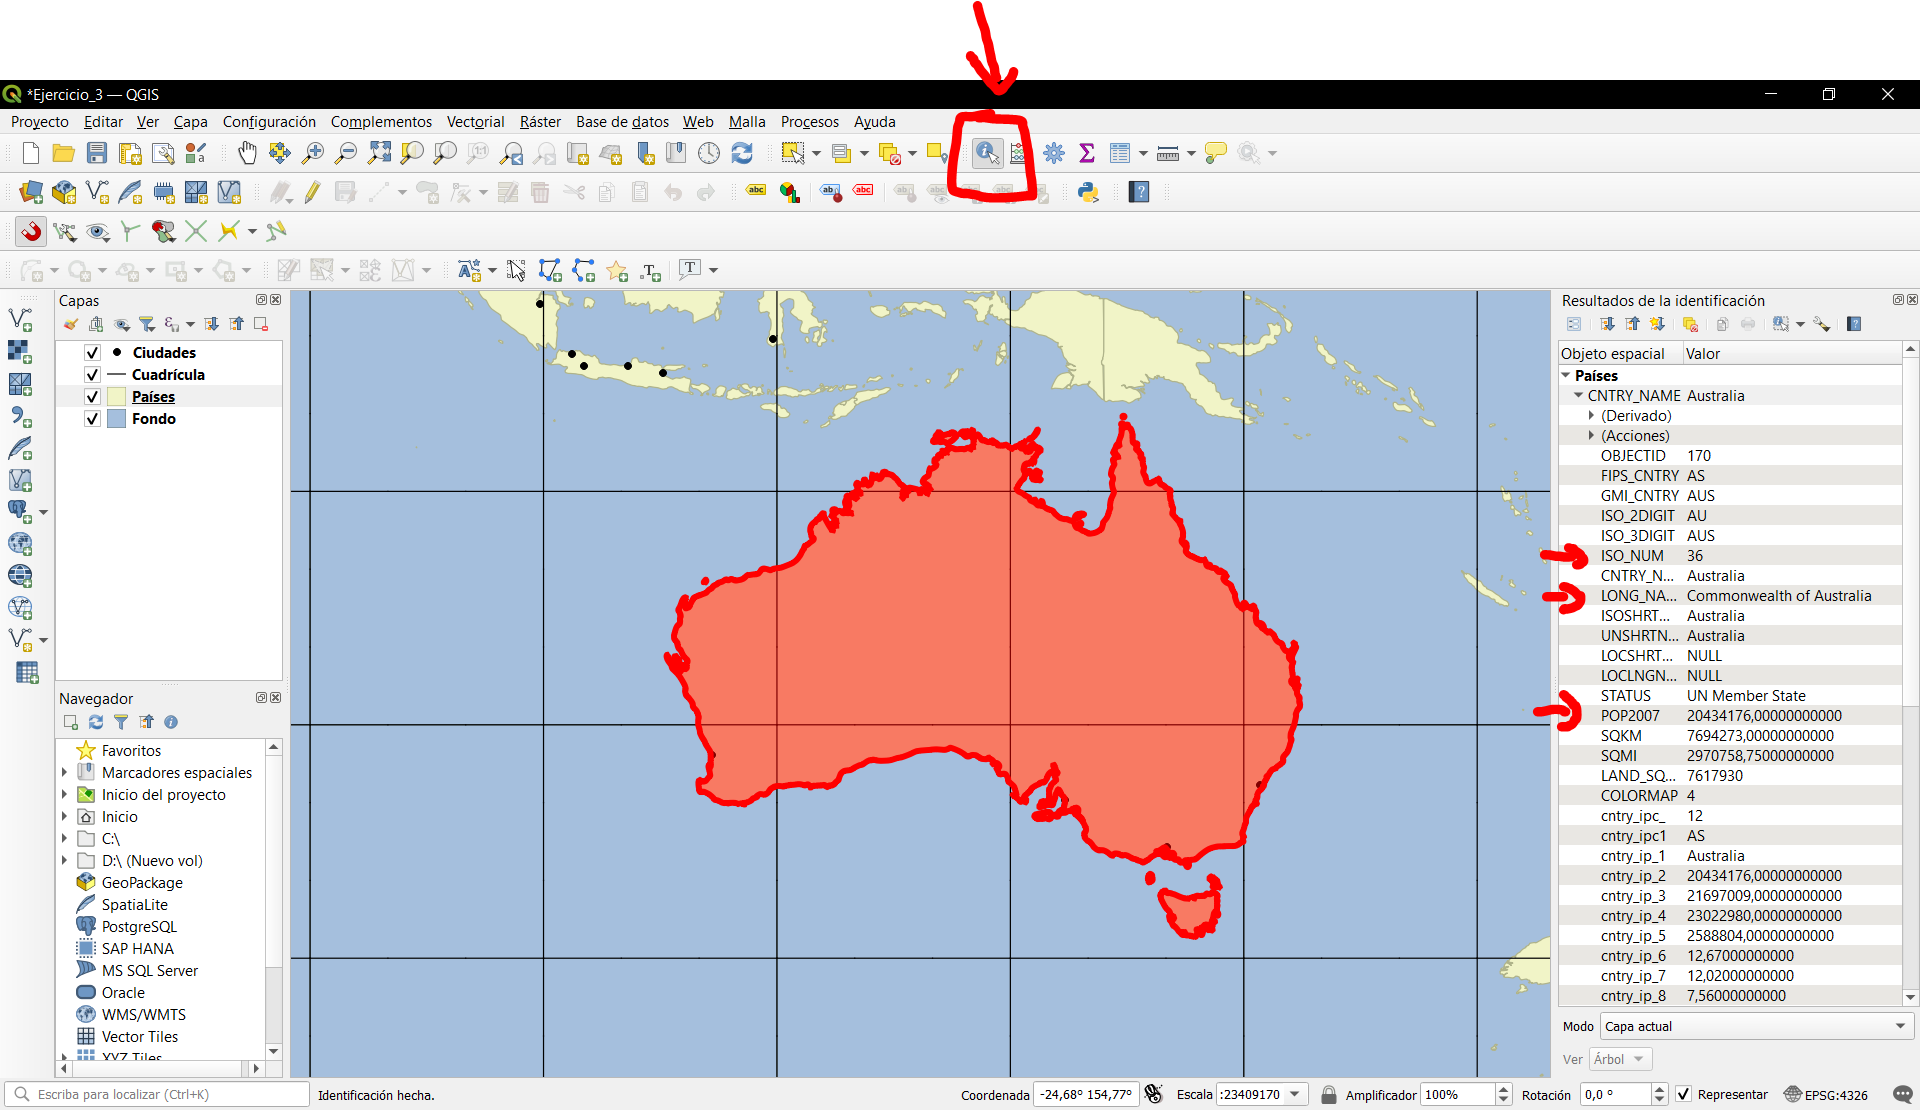 *Ejercicio_3 — QGIS
Proyecto Editar Ver Capa Configuración Complementos Vectorial Ráster Base de datos Web Malla Procesos Ayuda
abc abc abc
Capas
Ciudades
Cuadrícula
Países
Fondo
Navegador
Favoritos
Marcadores espaciales
Inicio del proyecto
Inicio
C:\
D:\ (Nuevo vol)
GeoPackage
SpatiaLite
PostgreSQL
SAP HANA
MS SQL Server
Oracle
WMS/WMTS
Vector Tiles
XYZ Tiles
Resultados de la identificación
Objeto espacial Valor
Países
CNTRY_NAME Australia
(Derivado)
(Acciones)
OBJECTID 170
FIPS_CNTRY AS
GMI_CNTRY AUS
ISO_2DIGIT AU
ISO_3DIGIT AUS
ISO_NUM 36
CNTRY_N... Australia
LONG_NA... Commonwealth of Australia
ISOSHRT... Australia
UNSHRTN... Australia
LOCSHRT... NULL
LOCLNGN... NULL
STATUS UN Member State
POP2007 20434176,00000000000
SQKM 7694273,00000000000
SQMI 2970758,75000000000
LAND_SQ... 7617930
COLORMAP 4
cntry_ipc_ 12
cntry_ipc1 AS
cntry_ip_1 Australia
cntry_ip_2 20434176,00000000000
cntry_ip_3 21697009,00000000000
cntry_ip_4 23022980,00000000000
cntry_ip_5 2588804,00000000000
cntry_ip_6 12,67000000000
cntry_ip_7 12,02000000000
cntry_ip_8 7,56000000000
Modo Capa actual
Ver Árbol
Escriba para localizar (Ctrl+K) Identificación hecha. Coordenada -24,68° 154,77° Escala :23409170 Amplificador 100% Rotación 0,0 ° Representar EPSG:4326